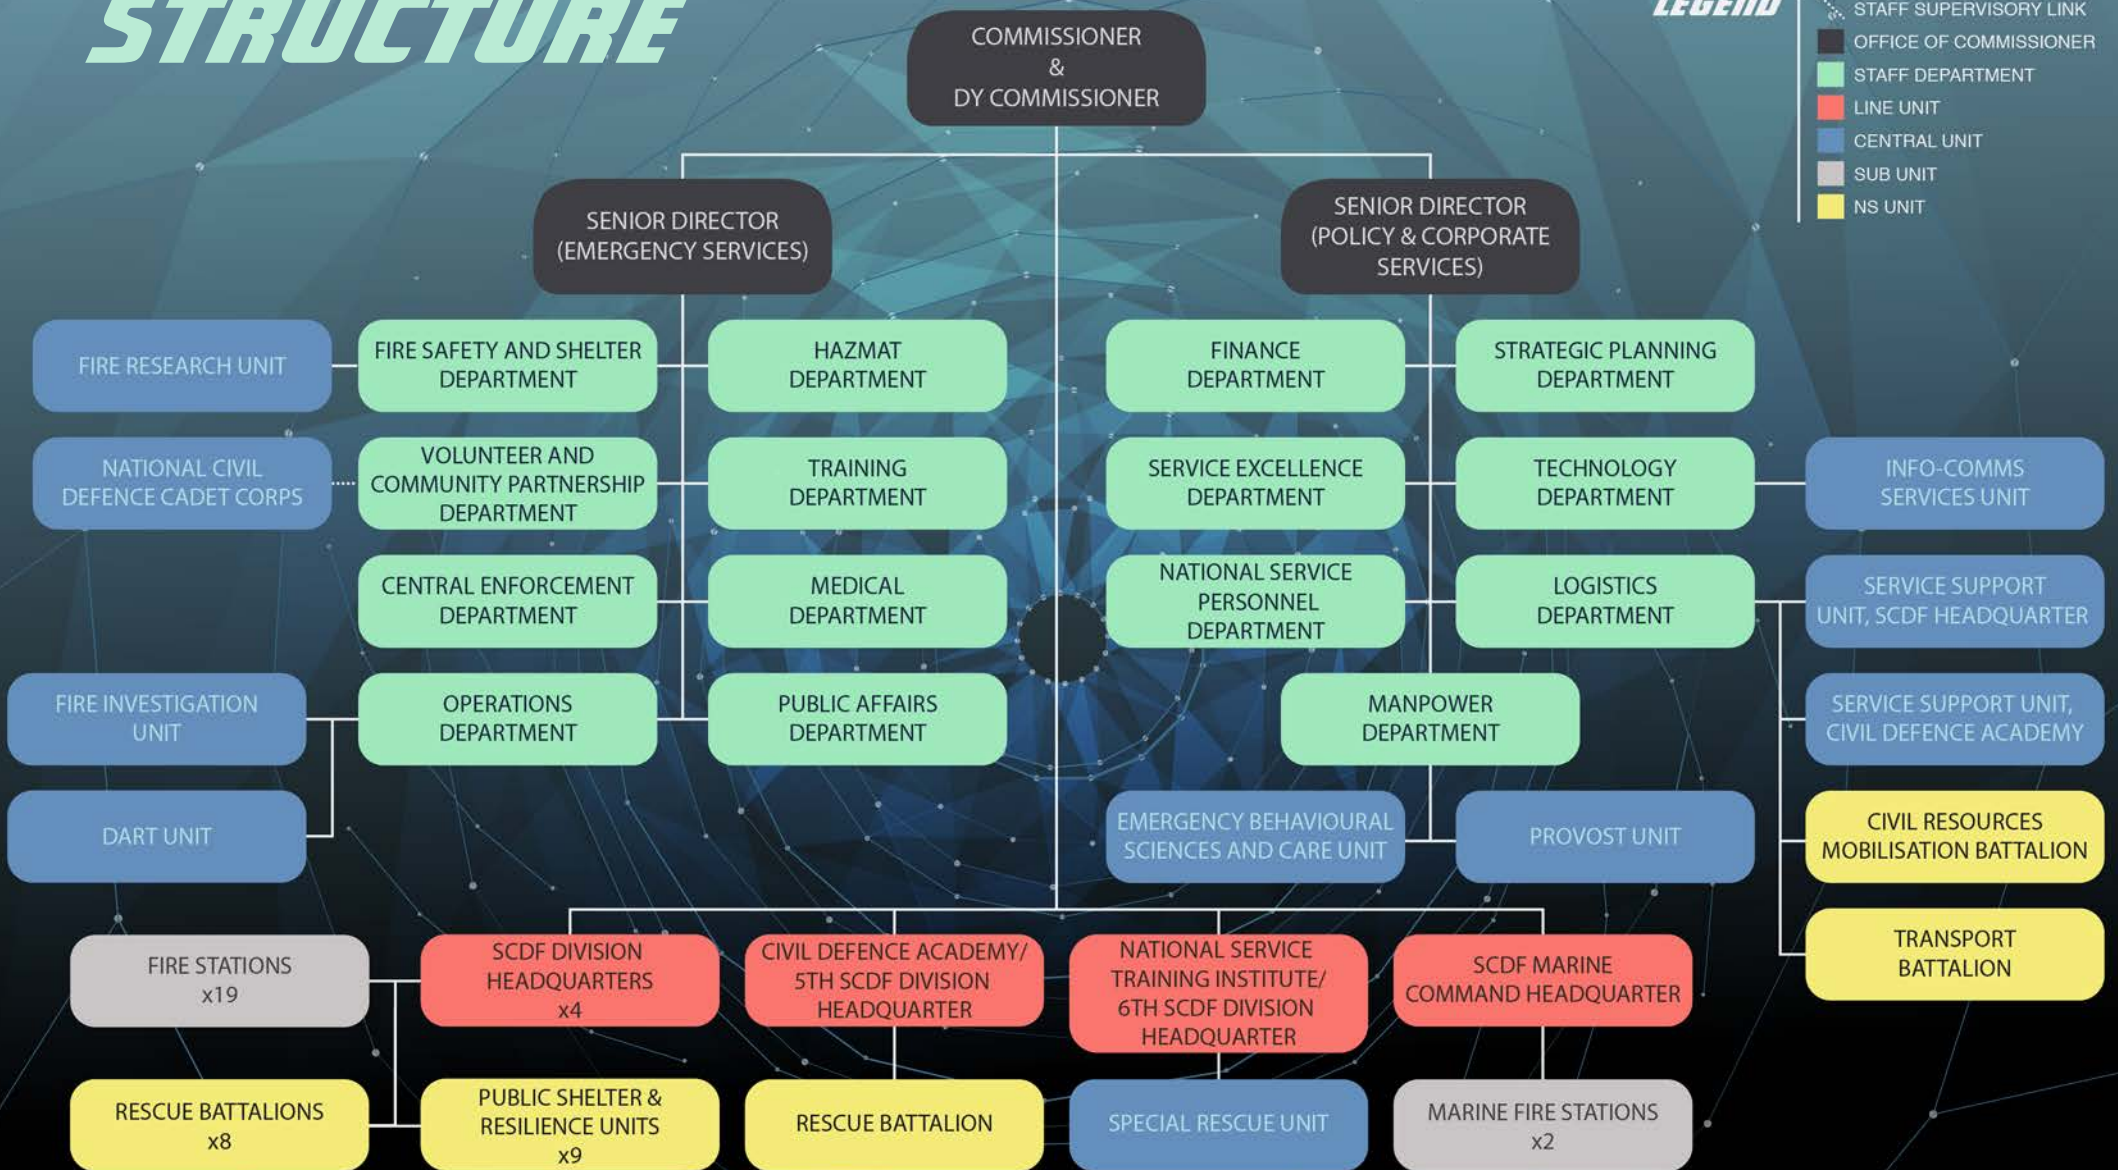 STRUCTURE
LEGEND
STAFF SUPERVISORY LINK
OFFICE OF COMMISSIONER
STAFF DEPARTMENT
LINE UNIT
CENTRAL UNIT
SUB UNIT
NS UNIT
COMMISSIONER
&
DY COMMISSIONER
SENIOR DIRECTOR
(EMERGENCY SERVICES)
SENIOR DIRECTOR
(POLICY & CORPORATE
SERVICES)
FIRE RESEARCH UNIT
FIRE SAFETY AND SHELTER
DEPARTMENT
HAZMAT
DEPARTMENT
FINANCE
DEPARTMENT
STRATEGIC PLANNING
DEPARTMENT
NATIONAL CIVIL
DEFENCE CADET CORPS
VOLUNTEER AND
COMMUNITY PARTNERSHIP
DEPARTMENT
TRAINING
DEPARTMENT
SERVICE EXCELLENCE
DEPARTMENT
TECHNOLOGY
DEPARTMENT
INFO-COMMS
SERVICES UNIT
CENTRAL ENFORCEMENT
DEPARTMENT
MEDICAL
DEPARTMENT
NATIONAL SERVICE
PERSONNEL
DEPARTMENT
LOGISTICS
DEPARTMENT
SERVICE SUPPORT
UNIT, SCDF HEADQUARTER
FIRE INVESTIGATION
UNIT
OPERATIONS
DEPARTMENT
PUBLIC AFFAIRS
DEPARTMENT
MANPOWER
DEPARTMENT
SERVICE SUPPORT UNIT,
CIVIL DEFENCE ACADEMY
DART UNIT
EMERGENCY BEHAVIOURAL
SCIENCES AND CARE UNIT
PROVOST UNIT
CIVIL RESOURCES
MOBILISATION BATTALION
FIRE STATIONS
x19
SCDF DIVISION
HEADQUARTERS
x4
CIVIL DEFENCE ACADEMY/
5TH SCDF DIVISION
HEADQUARTER
NATIONAL SERVICE
TRAINING INSTITUTE/
6TH SCDF DIVISION
HEADQUARTER
SCDF MARINE
COMMAND HEADQUARTER
TRANSPORT
BATTALION
RESCUE BATTALIONS
x8
PUBLIC SHELTER &
RESILIENCE UNITS
x9
RESCUE BATTALION
SPECIAL RESCUE UNIT
MARINE FIRE STATIONS
x2